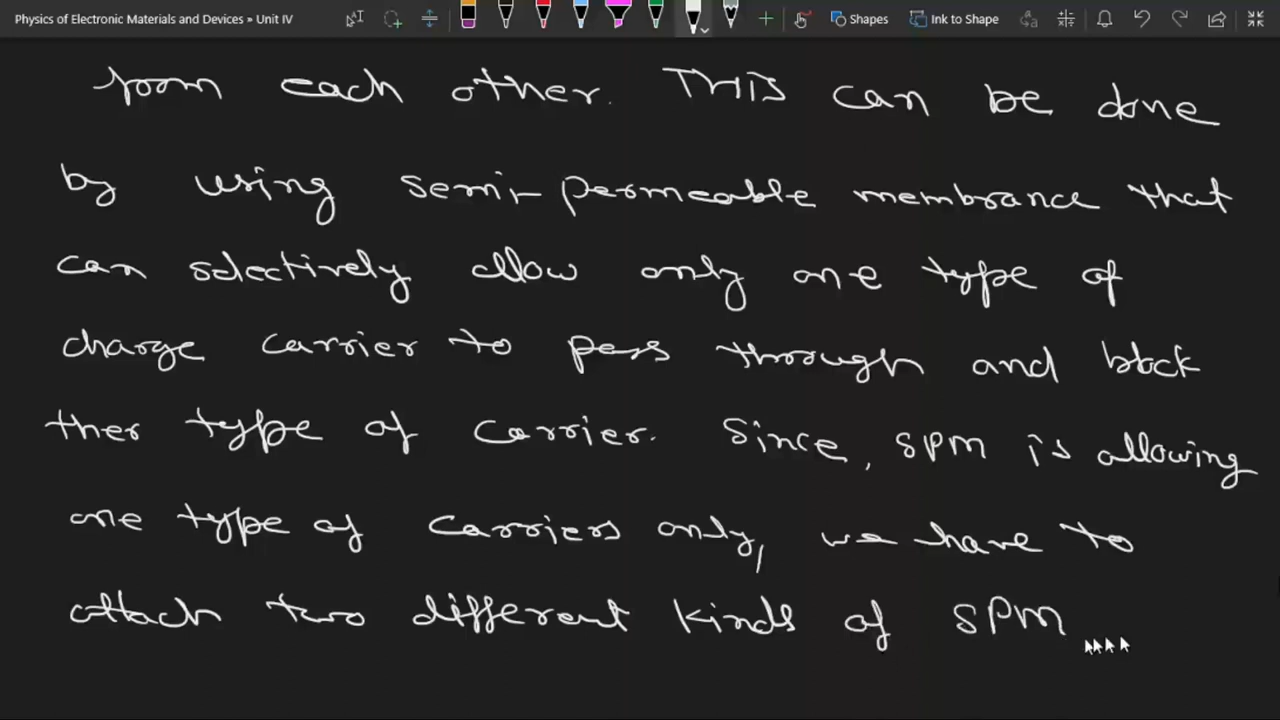 Physics of Electronic Materials and Devices » Unit IV
Shapes
Ink to Shape
from each other. THIS can be done
by using semi-permeable membrance that
can selectively allow only one type of
charge carrier to pass through and block
ther type of carrier. Since, SPM is allowing
one type of carriers only, we have to
attach two different kinds of SPM